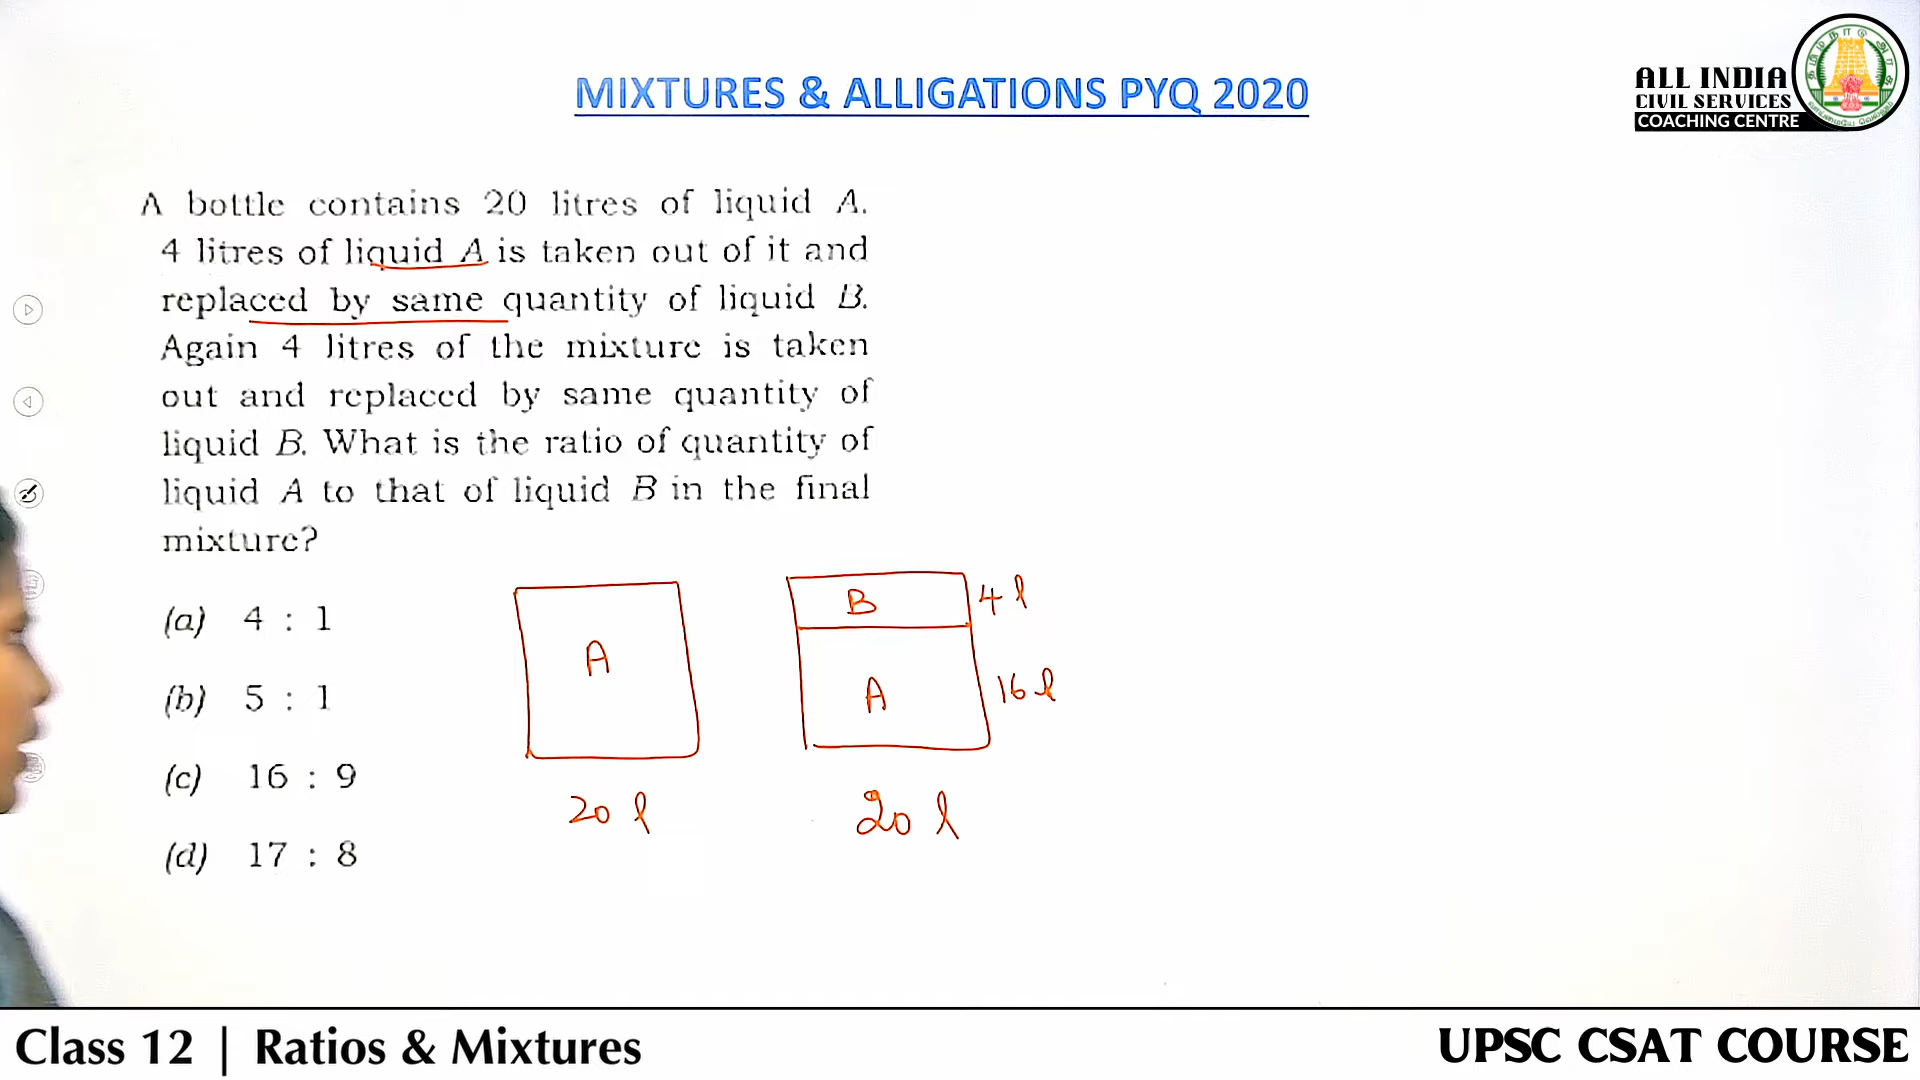 MIXTURES & ALLIGATIONS PYQ 2020
ALL INDIA
CIVIL SERVICES
COACHING CENTRE
A bottle contains 20 litres of liquid A.
4 litres of liquid A is taken out of it and
replaced by same quantity of liquid B.
Again 4 litres of the mixture is taken
out and replaced by same quantity of
liquid B. What is the ratio of quantity of
liquid A to that of liquid B in the final
mixture?
(a) 4 : 1
(b) 5 : 1
(c) 16 : 9
(d) 17 : 8
A
20 l
B
4 l
A
16 l
20 l
Class 12 | Ratios & Mixtures
UPSC CSAT COURSE